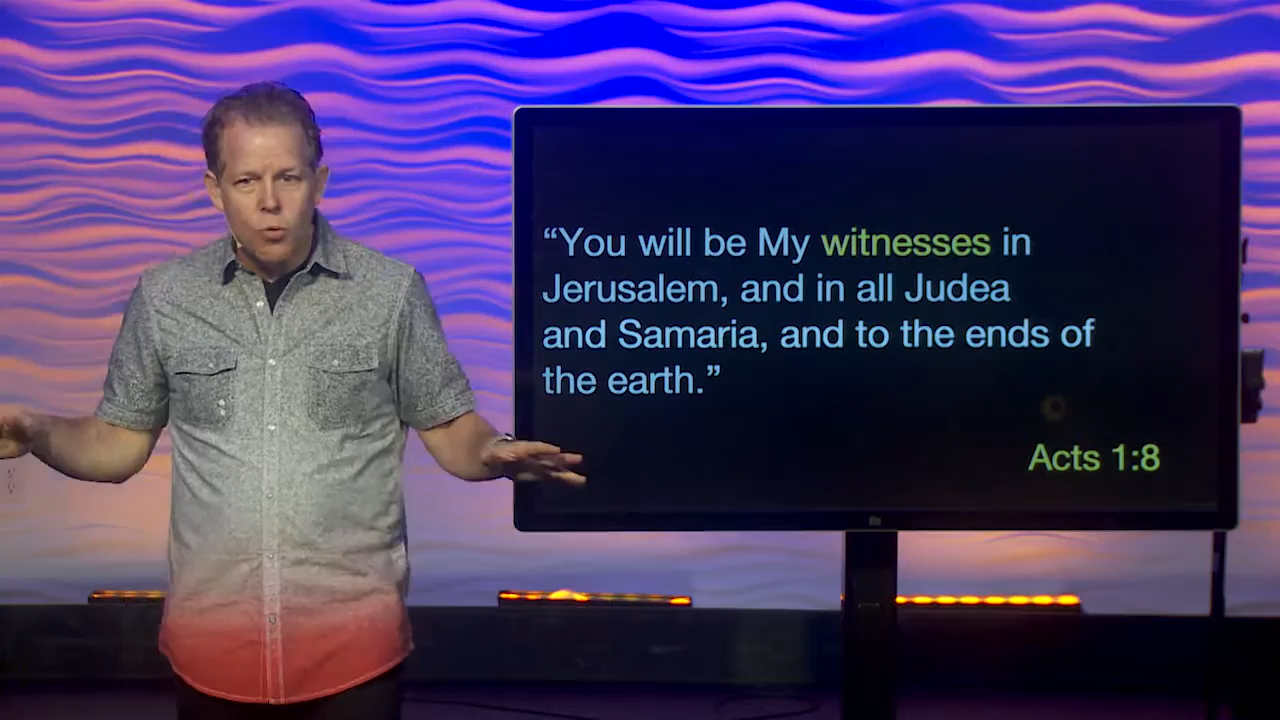 “You will be My witnesses in
Jerusalem, and in all Judea
and Samaria, and to the ends of
the earth.”
Acts 1:8